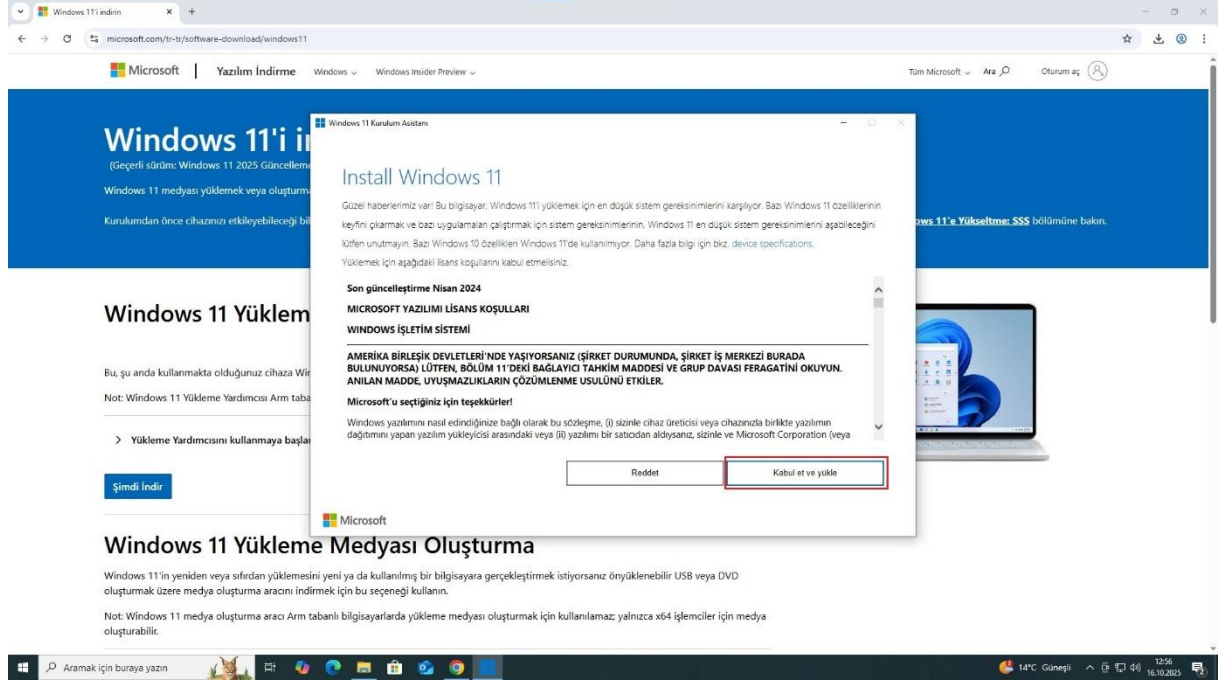 Windows 11'i indirin
microsoft.com/tr-tr/software-download/windows11
Microsoft Yazılım İndirme Windows Windows Insider Preview Tüm Microsoft Ara Oturum aç
Windows 11'i i
(Geçerli sürüm: Windows 11 2025 Güncelleme
Windows 11 medyası yüklemek veya oluşturma
Kurulumdan önce cihazınızı etkileyebileceği bi
ows 11'e Yükseltme: SSS bölümüne bakın.
Windows 11 Kurulum Asistanı
Install Windows 11
Güzel haberlerimiz var! Bu bilgisayar, Windows 11'i yüklemek için en düşük sistem gereksinimlerini karşılıyor. Bazı Windows 11 özelliklerinin
keyfini çıkarmak ve bazı uygulamaları çalıştırmak için sistem gereksinimlerinin, Windows 11 en düşük sistem gereksinimlerini aşabileceğini
lütfen unutmayın. Bazı Windows 10 özellikleri Windows 11'de kullanılmıyor. Daha fazla bilgi için bkz. device specifications.
Yüklemek için aşağıdaki lisans koşullarını kabul etmelisiniz.
Son güncelleştirme Nisan 2024
MICROSOFT YAZILIMI LİSANS KOŞULLARI
WINDOWS İŞLETİM SİSTEMİ
AMERİKA BİRLEŞİK DEVLETLERİ'NDE YAŞIYORSANIZ (ŞİRKET DURUMUNDA, ŞİRKET İŞ MERKEZİ BURADA
BULUNUYORSA) LÜTFEN, BÖLÜM 11'DEKİ BAĞLAYICI TAHKİM MADDESİ VE GRUP DAVASI FERAGATİNİ OKUYUN.
ANILAN MADDE, UYUŞMAZLIKLARIN ÇÖZÜMLENME USULÜNÜ ETKİLER.
Microsoft'u seçtiğiniz için teşekkürler!
Windows yazılımını nasıl edindiğinize bağlı olarak bu sözleşme, (i) sizinle cihaz üreticisi veya cihazınızla birlikte yazılımın
dağıtımını yapan yazılım yükleyicisi arasındaki veya (ii) yazılımı bir satıcıdan aldıysanız, sizinle ve Microsoft Corporation (veya
Reddet Kabul et ve yükle
Microsoft
Windows 11 Yüklem
Bu, şu anda kullanmakta olduğunuz cihaza Wir
Not: Windows 11 Yükleme Yardımcısı Arm taba
Yükleme Yardımcısını kullanmaya başla
Şimdi İndir
Windows 11 Yükleme Medyası Oluşturma
Windows 11'in yeniden veya sıfırdan yüklemesini yeni ya da kullanılmış bir bilgisayara gerçekleştirmek istiyorsanız önyüklenebilir USB veya DVD
oluşturmak üzere medya oluşturma aracını indirmek için bu seçeneği kullanın.
Not: Windows 11 medya oluşturma aracı Arm tabanlı bilgisayarlarda yükleme medyası oluşturmak için kullanılamaz; yalnızca x64 işlemciler için medya
oluşturabilir.
Aramak için buraya yazın
14°C Güneşli
12:56
16.10.2025